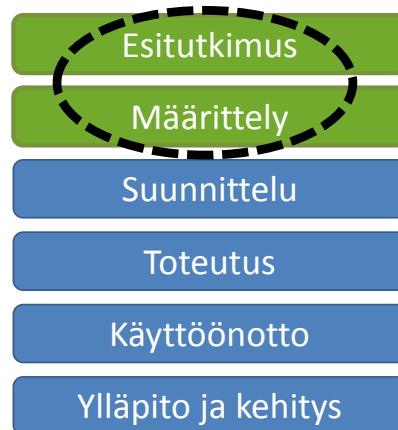 Esitutkimus
Määrittely
Suunnittelu
Toteutus
Käyttöönotto
Ylläpito ja kehitys